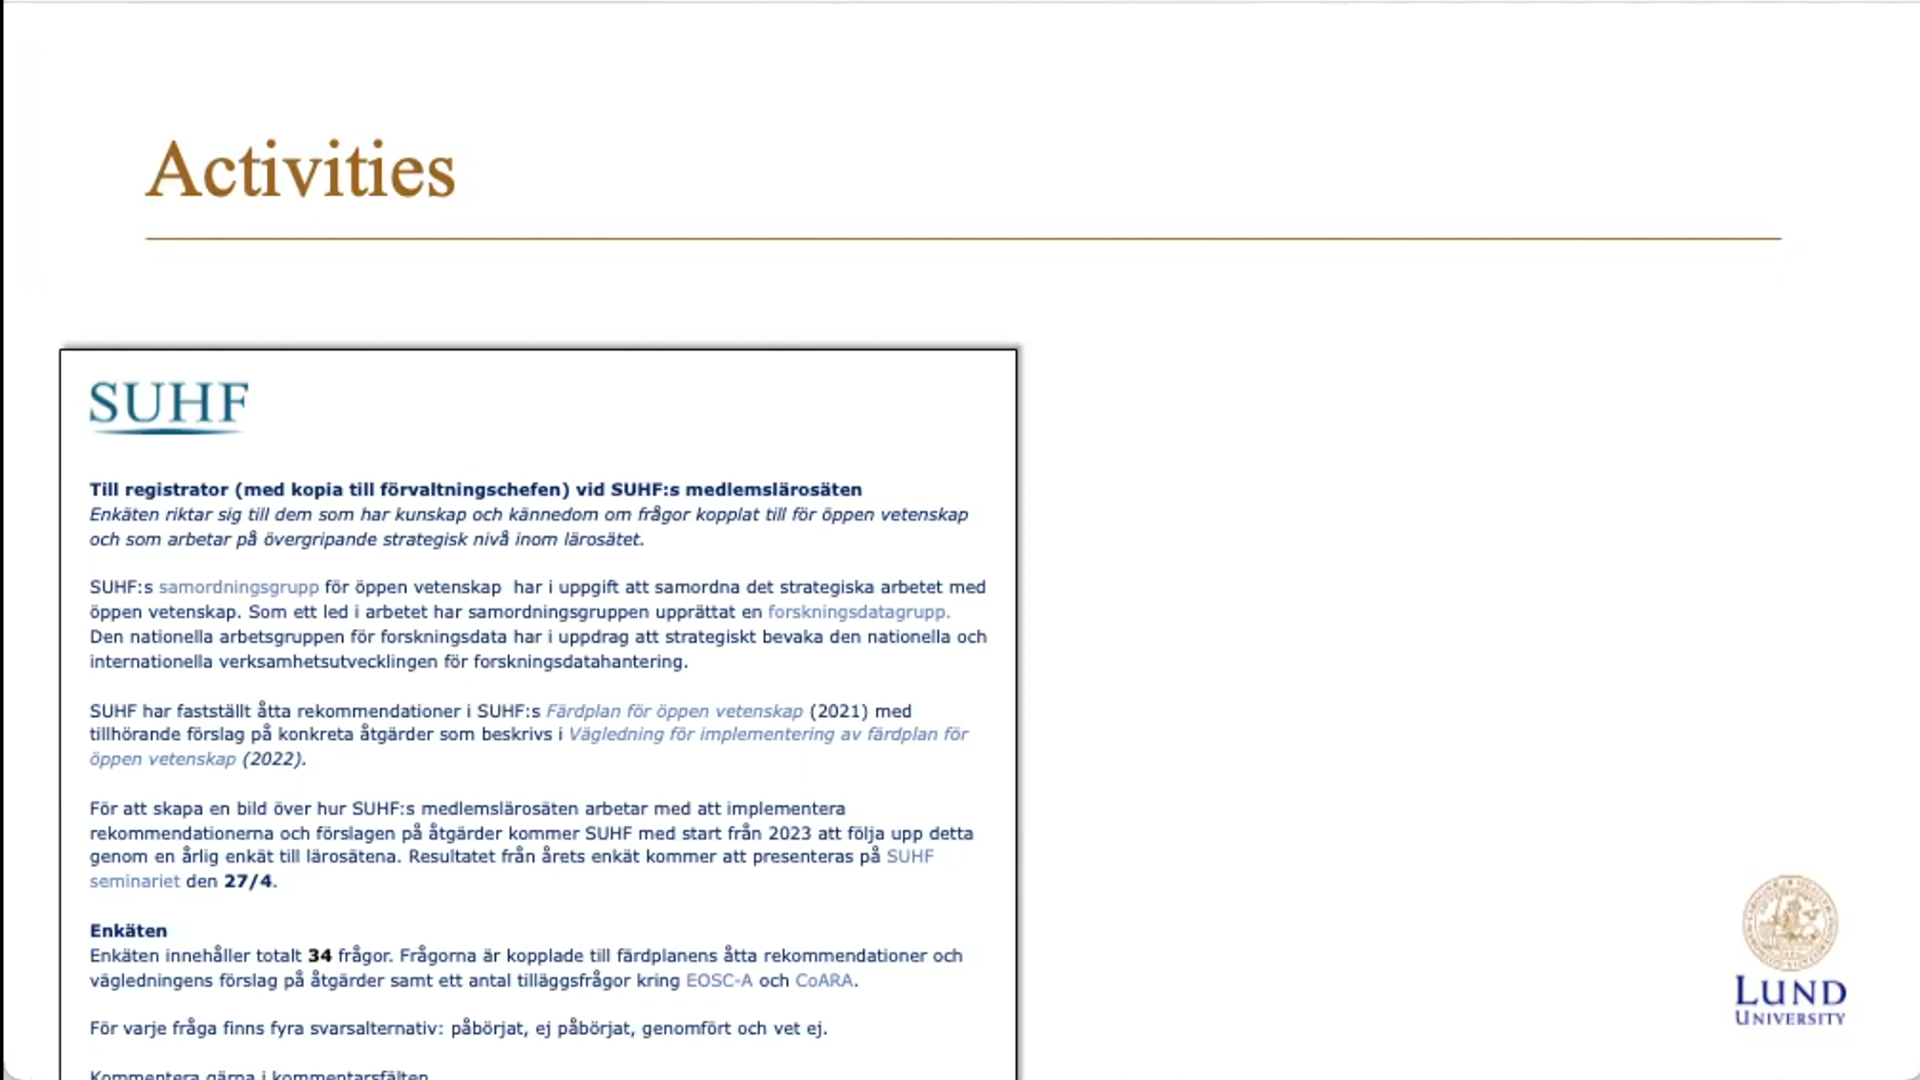 Activities
SUHF
Till registrator (med kopia till förvaltningschefen) vid SUHF:s medlemslärosäten
Enkäten riktar sig till dem som har kunskap och kännedom om frågor kopplat till för öppen vetenskap
och som arbetar på övergripande strategisk nivå inom lärosätet.
SUHF:s samordningsgrupp för öppen vetenskap har i uppgift att samordna det strategiska arbetet med
öppen vetenskap. Som ett led i arbetet har samordningsgruppen upprättat en forskningsdatagrupp.
Den nationella arbetsgruppen för forskningsdata har i uppdrag att strategiskt bevaka den nationella och
internationella verksamhetsutvecklingen för forskningsdatahantering.
SUHF har fastställt åtta rekommendationer i SUHF:s Färdplan för öppen vetenskap (2021) med
tillhörande förslag på konkreta åtgärder som beskrivs i Vägledning för implementering av färdplan för
öppen vetenskap (2022).
För att skapa en bild över hur SUHF:s medlemslärosäten arbetar med att implementera
rekommendationerna och förslagen på åtgärder kommer SUHF med start från 2023 att följa upp detta
genom en årlig enkät till lärosätena. Resultatet från årets enkät kommer att presenteras på SUHF
seminariet den 27/4.
Enkäten
Enkäten innehåller totalt 34 frågor. Frågorna är kopplade till färdplanens åtta rekommendationer och
vägledningens förslag på åtgärder samt ett antal tilläggsfrågor kring EOSC-A och CoARA.
För varje fråga finns fyra svarsalternativ: påbörjat, ej påbörjat, genomfört och vet ej.
Kommentera gärna i kommentarsfälten
LUND
UNIVERSITY